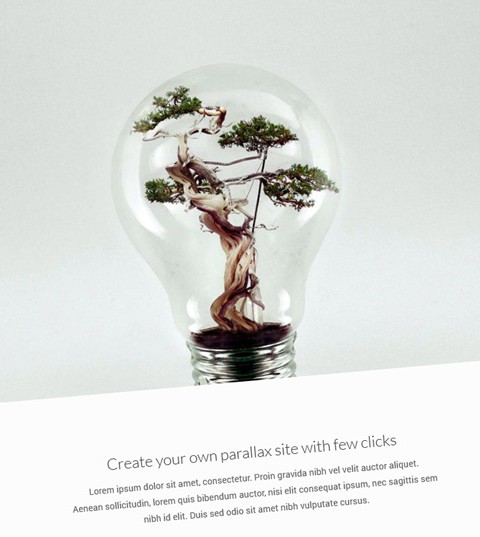 Create your own parallax site with few clicks
Lorem ipsum dolor sit amet, consectetur. Proin gravida nibh vel velit auctor aliquet.
Aenean sollicitudin, lorem quis bibendum auctor, nisi elit consequat ipsum, nec sagittis sem
nibh id elit. Duis sed odio sit amet nibh vulputate cursus.